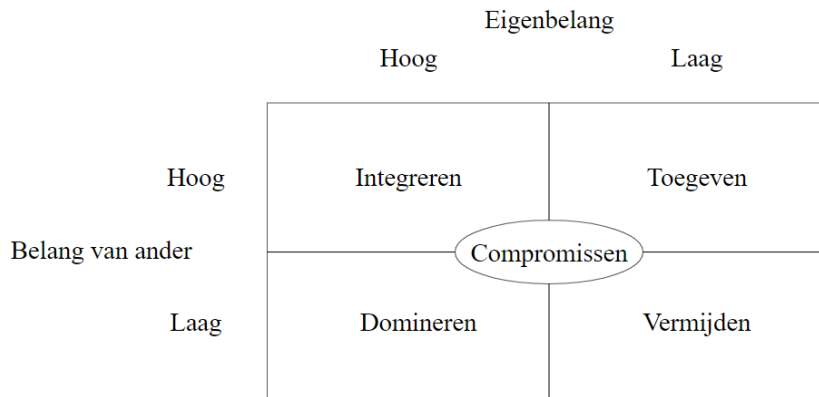 Eigenbelang
Hoog Laag
Hoog Integreren Toegeven
Belang van ander Compromissen
Laag Domineren Vermijden